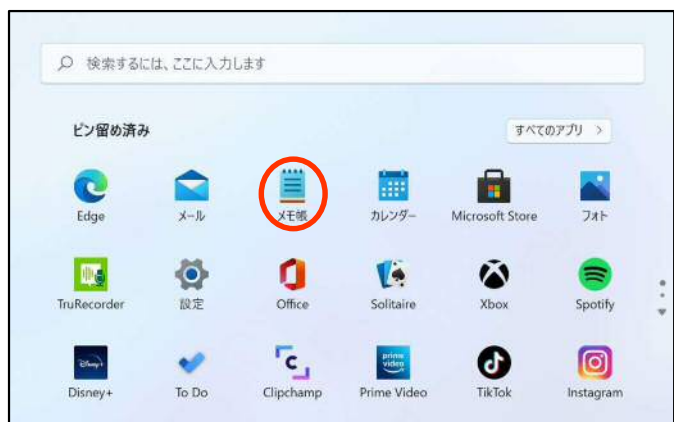 検索するには、ここに入力します
ピン留め済み
すべてのアプリ >
Edge
メール
メモ帳
カレンダー
Microsoft Store
フォト
TruRecorder
設定
Office
Solitaire
Xbox
Spotify
Disney+
prime video
Disney+
To Do
Clipchamp
Prime Video
TikTok
Instagram